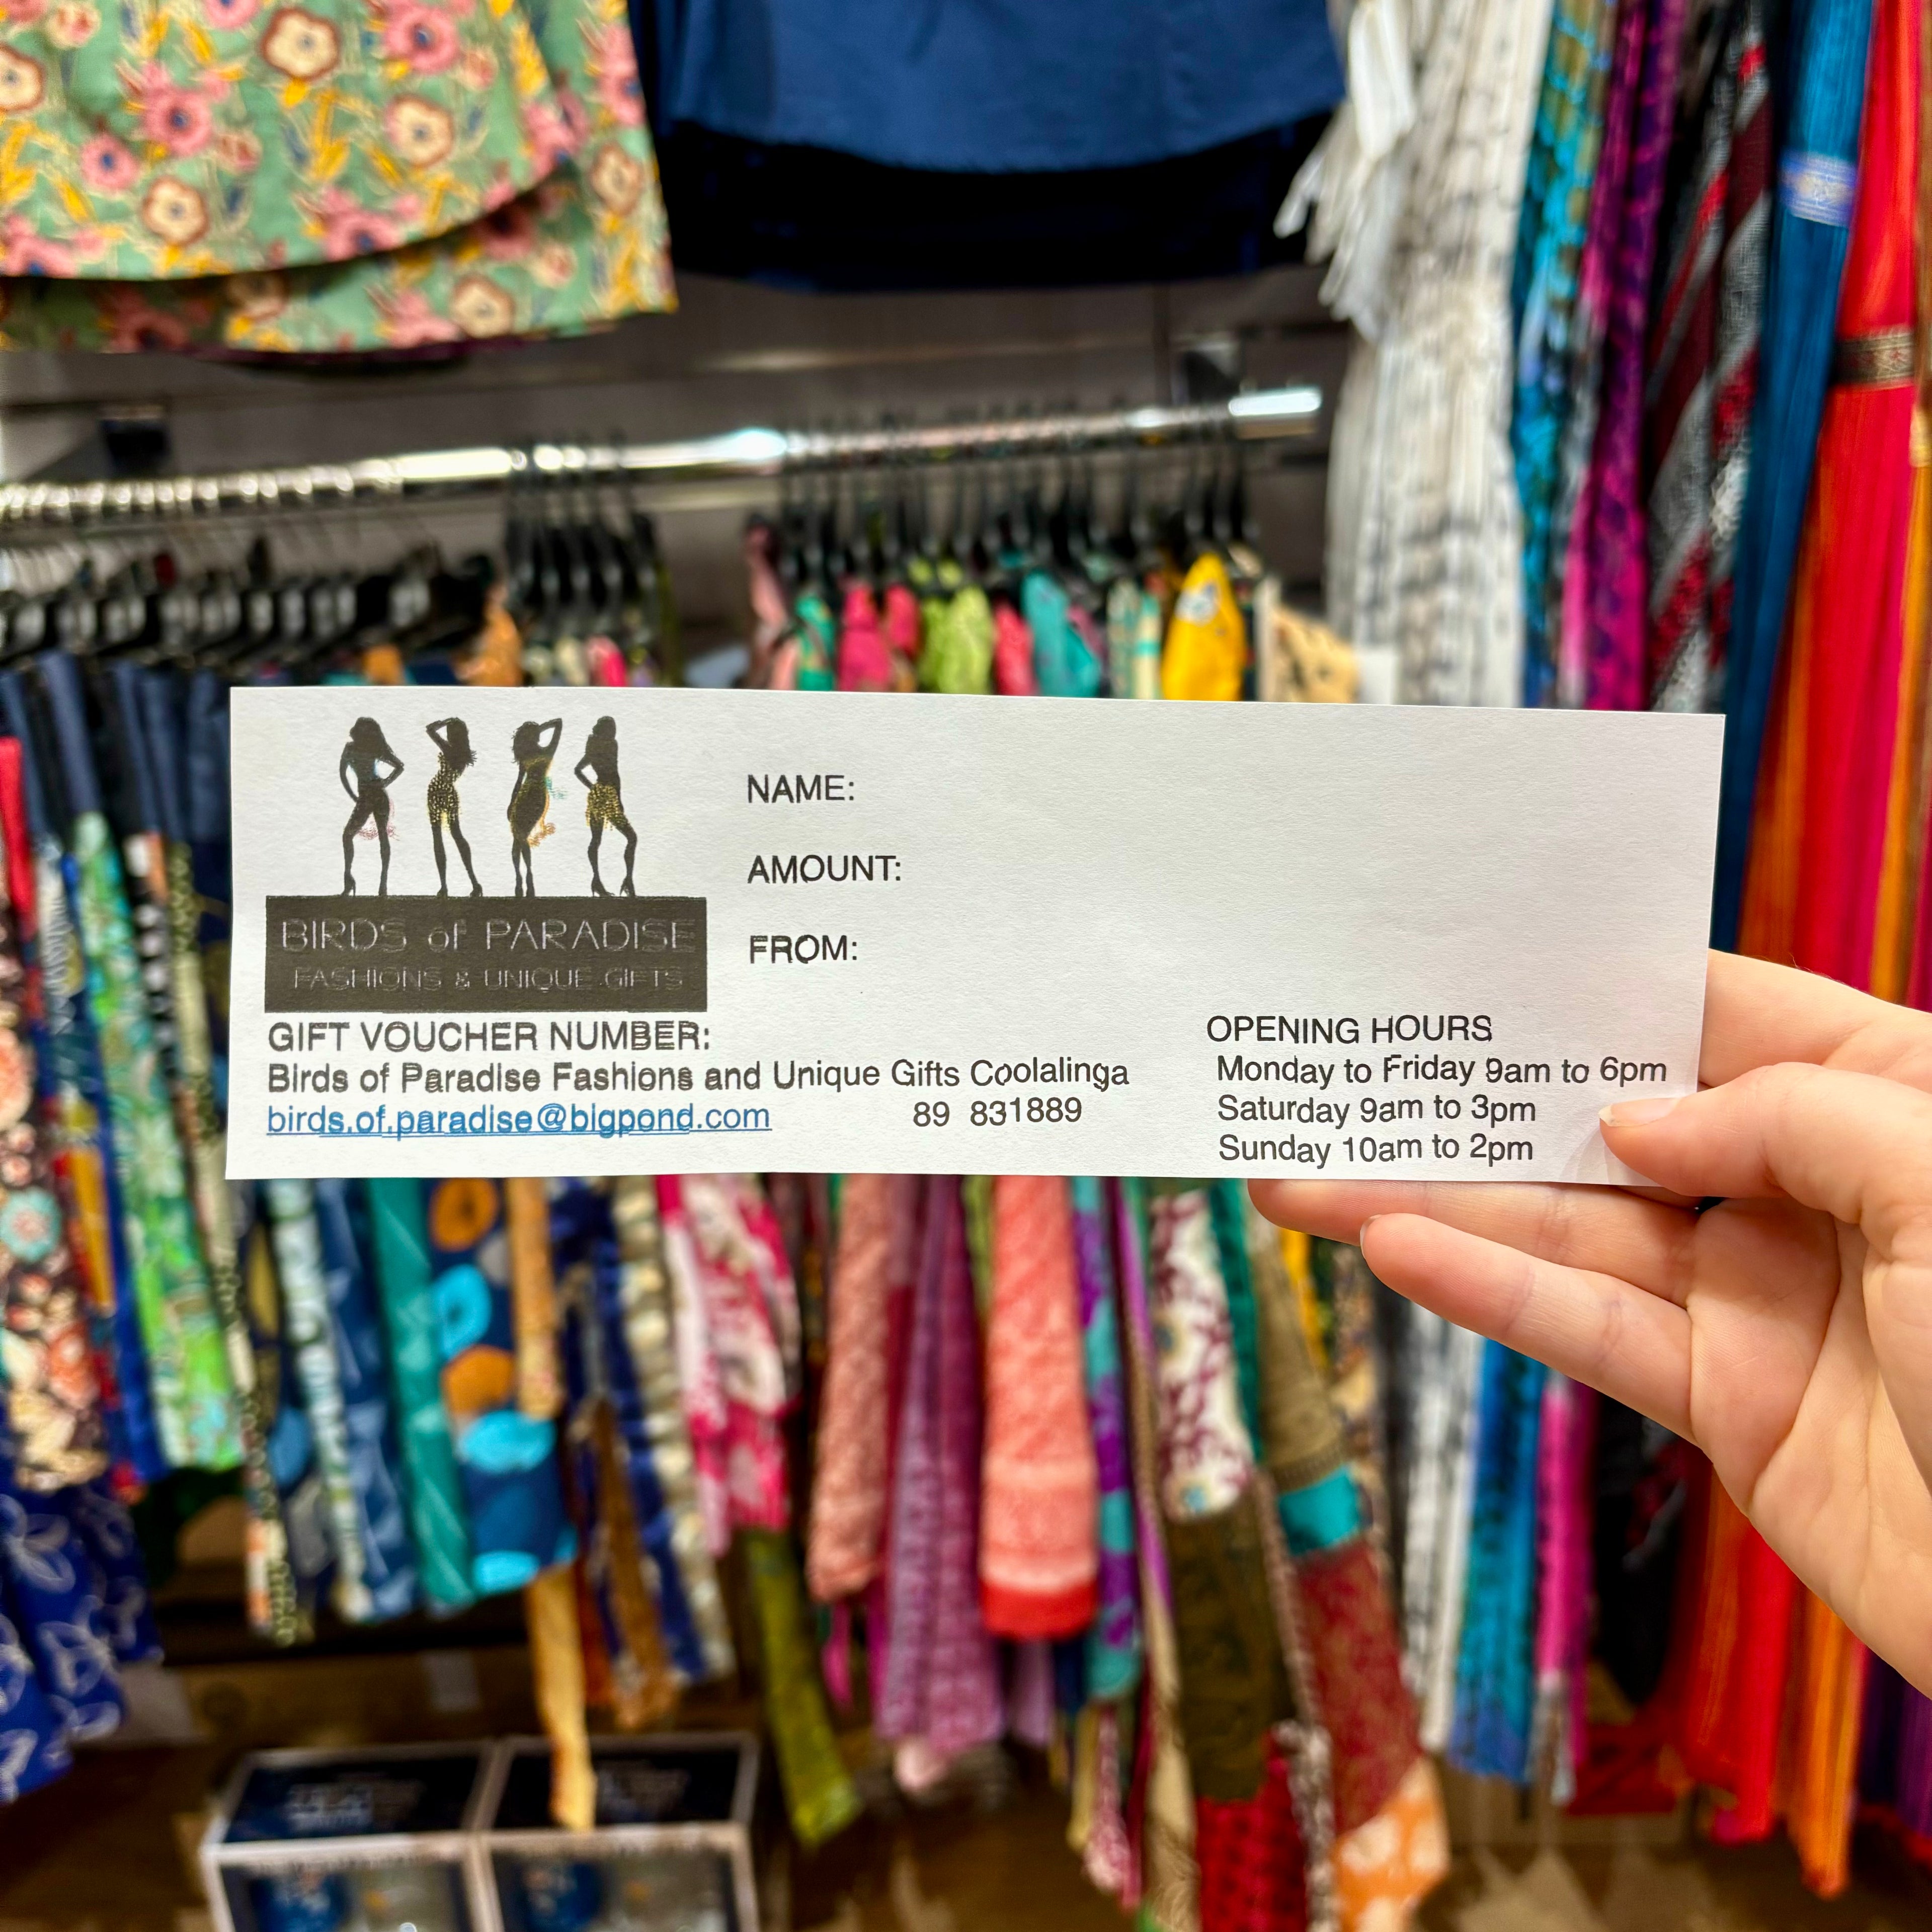 BIRDS of PARADISE
FASHIONS & UNIQUE GIFTS
NAME:
AMOUNT:
FROM:
GIFT VOUCHER NUMBER:
Birds of Paradise Fashions and Unique Gifts Coolalinga
birds.of.paradise@bigpond.com 89 831889
OPENING HOURS
Monday to Friday 9am to 6pm
Saturday 9am to 3pm
Sunday 10am to 2pm